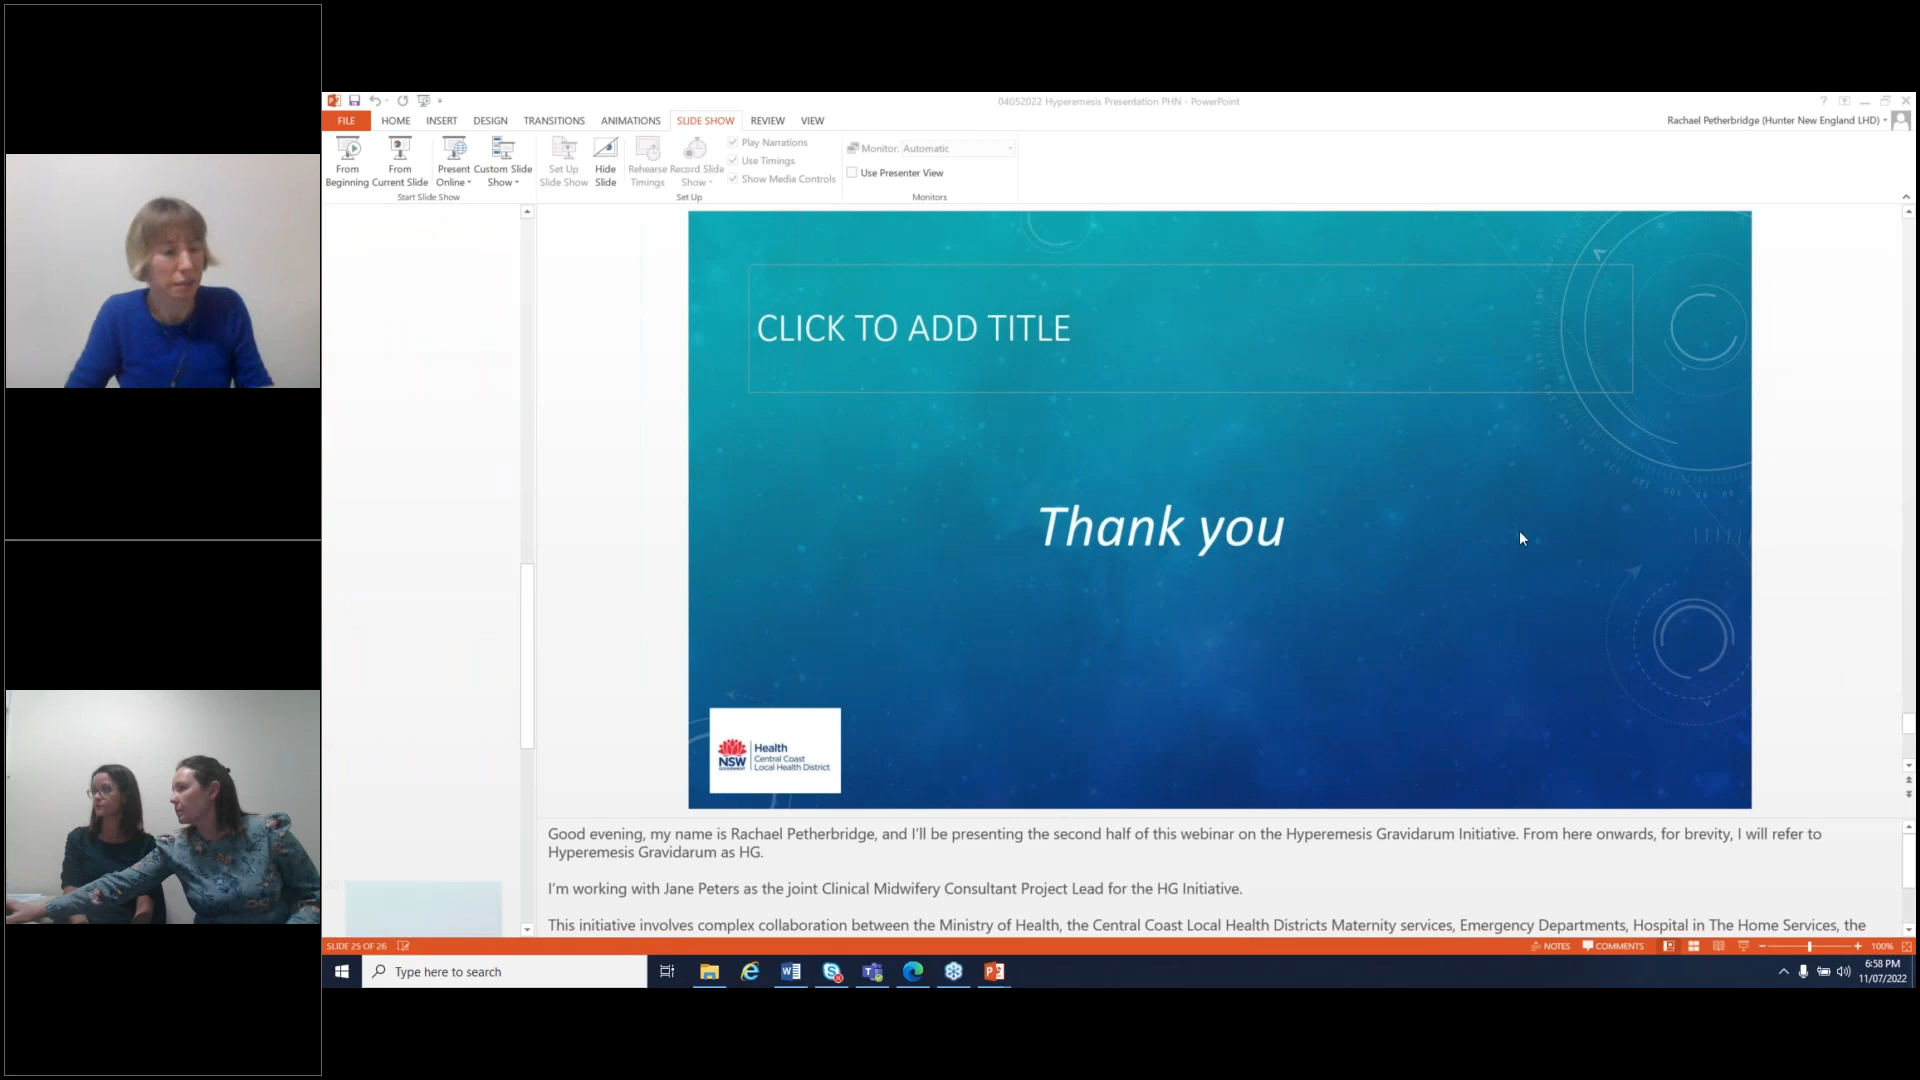 04052022 Hyperemesis Presentation PHN - PowerPoint
FILE HOME INSERT DESIGN TRANSITIONS ANIMATIONS SLIDE SHOW REVIEW VIEW
Rachael Petherbridge (Hunter New England LHD)
From Beginning
From Current Slide
Present Online
Custom Slide Show
Set Up Slide Show
Hide Slide
Rehearse Timings
Record Slide Show
Play Narrations
Use Timings
Show Media Controls
Monitor: Automatic
Use Presenter View
Start Slide Show
Set Up
Monitors
CLICK TO ADD TITLE
Thank you
NSW
GOVERNMENT
Health
Central Coast
Local Health District
Good evening, my name is Rachael Petherbridge, and I'll be presenting the second half of this webinar on the Hyperemesis Gravidarum Initiative. From here onwards, for brevity, I will refer to
Hyperemesis Gravidarum as HG.
I'm working with Jane Peters as the joint Clinical Midwifery Consultant Project Lead for the HG Initiative.
This initiative involves complex collaboration between the Ministry of Health, the Central Coast Local Health Districts Maternity services, Emergency Departments, Hospital in The Home Services, the
SLIDE 25 OF 26
NOTES COMMENTS 100%
Type here to search
6:58 PM
11/07/2022